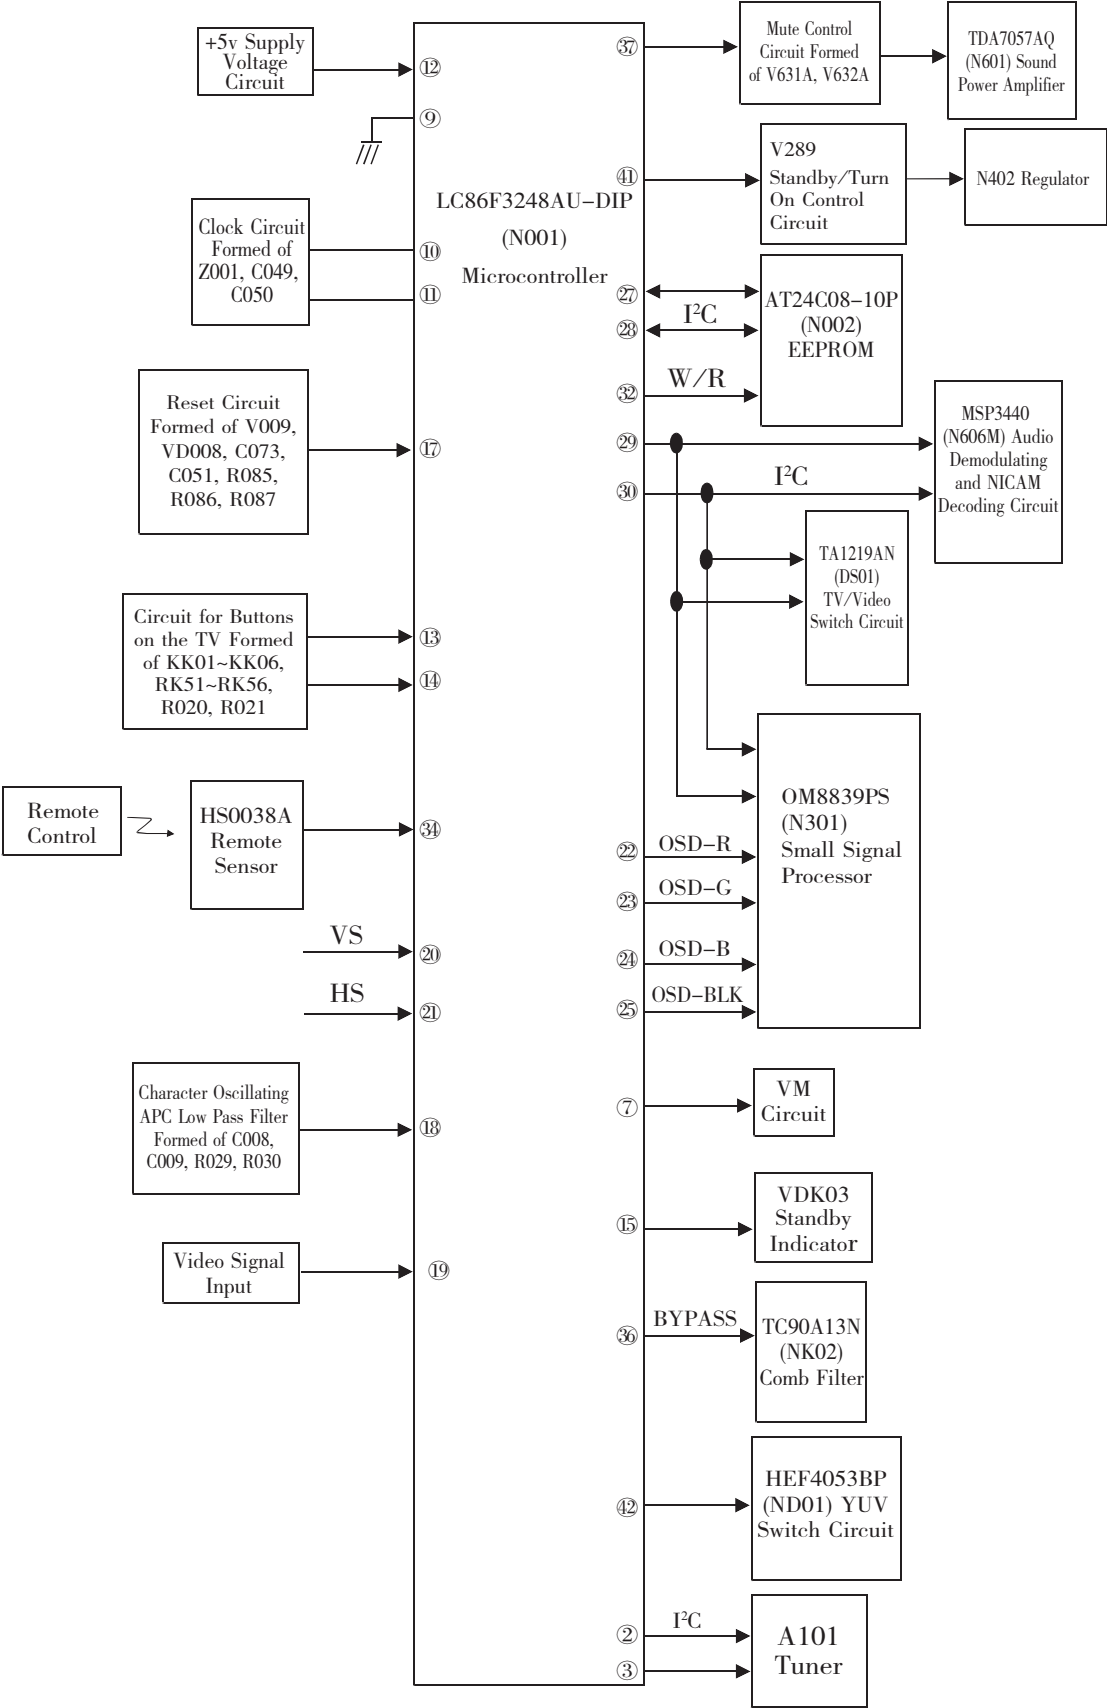 +5v Supply
Voltage
Circuit
⑫
⑨
Clock Circuit
Formed of
Z001, C049,
C050
⑩
⑪
Reset Circuit
Formed of V009,
VD008, C073,
C051, R085,
R086, R087
⑰
Circuit for Buttons
on the TV Formed
of KK01~KK06,
RK51~RK56,
R020, R021
⑬
⑭
Remote
Control
HS0038A
Remote
Sensor
㉞
VS
⑳
HS
㉑
Character Oscillating
APC Low Pass Filter
Formed of C008,
C009, R029, R030
⑱
Video Signal
Input
⑲
LC86F3248AU-DIP
(N001)
Microcontroller
㊲
Mute Control
Circuit Formed
of V631A, V632A
TDA7057AQ
(N601) Sound
Power Amplifier
㊶
V289
Standby/Turn
On Control
Circuit
N402 Regulator
㉗
I²C
㉘
W/R
㉜
AT24C08-10P
(N002)
EEPROM
㉙
I²C
㉚
MSP3440
(N606M) Audio
Demodulating
and NICAM
Decoding Circuit
TA1219AN
(DS01)
TV/Video
Switch Circuit
OM8839PS
(N301)
Small Signal
Processor
㉒
OSD-R
㉓
OSD-G
㉔
OSD-B
㉕
OSD-BLK
⑦
VM
Circuit
⑮
VDK03
Standby
Indicator
㊱
BYPASS
TC90A13N
(NK02)
Comb Filter
㊷
HEF4053BP
(ND01) YUV
Switch Circuit
②
I²C
③
A101
Tuner